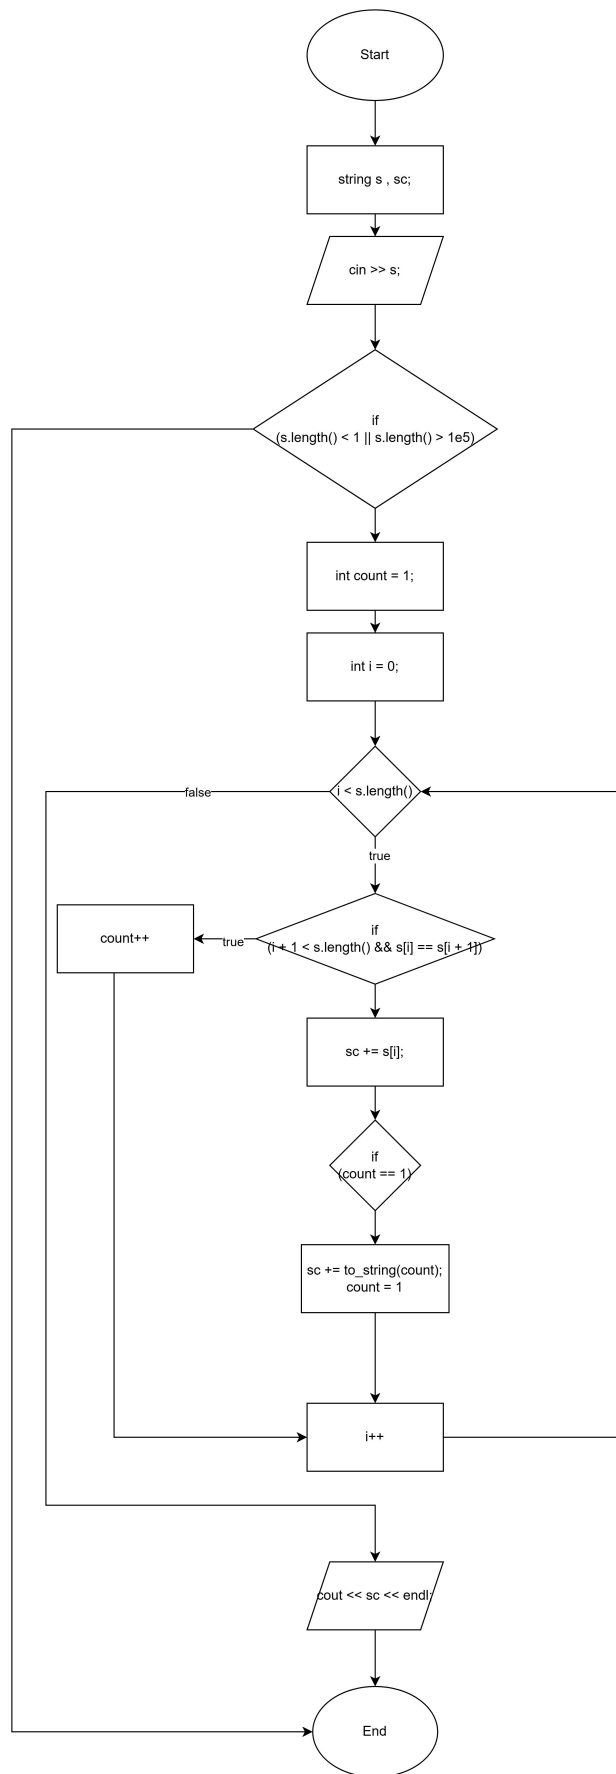 Start
string s , sc;
cin >> s;
if
(s.length() < 1 || s.length() > 1e5)
int count = 1;
int i = 0;
i < s.length()
false
true
if
(i + 1 < s.length() && s[i] == s[i + 1])
true
count++
sc += s[i];
if
(count == 1)
sc += to_string(count);
count = 1
i++
cout << sc << endl;
End